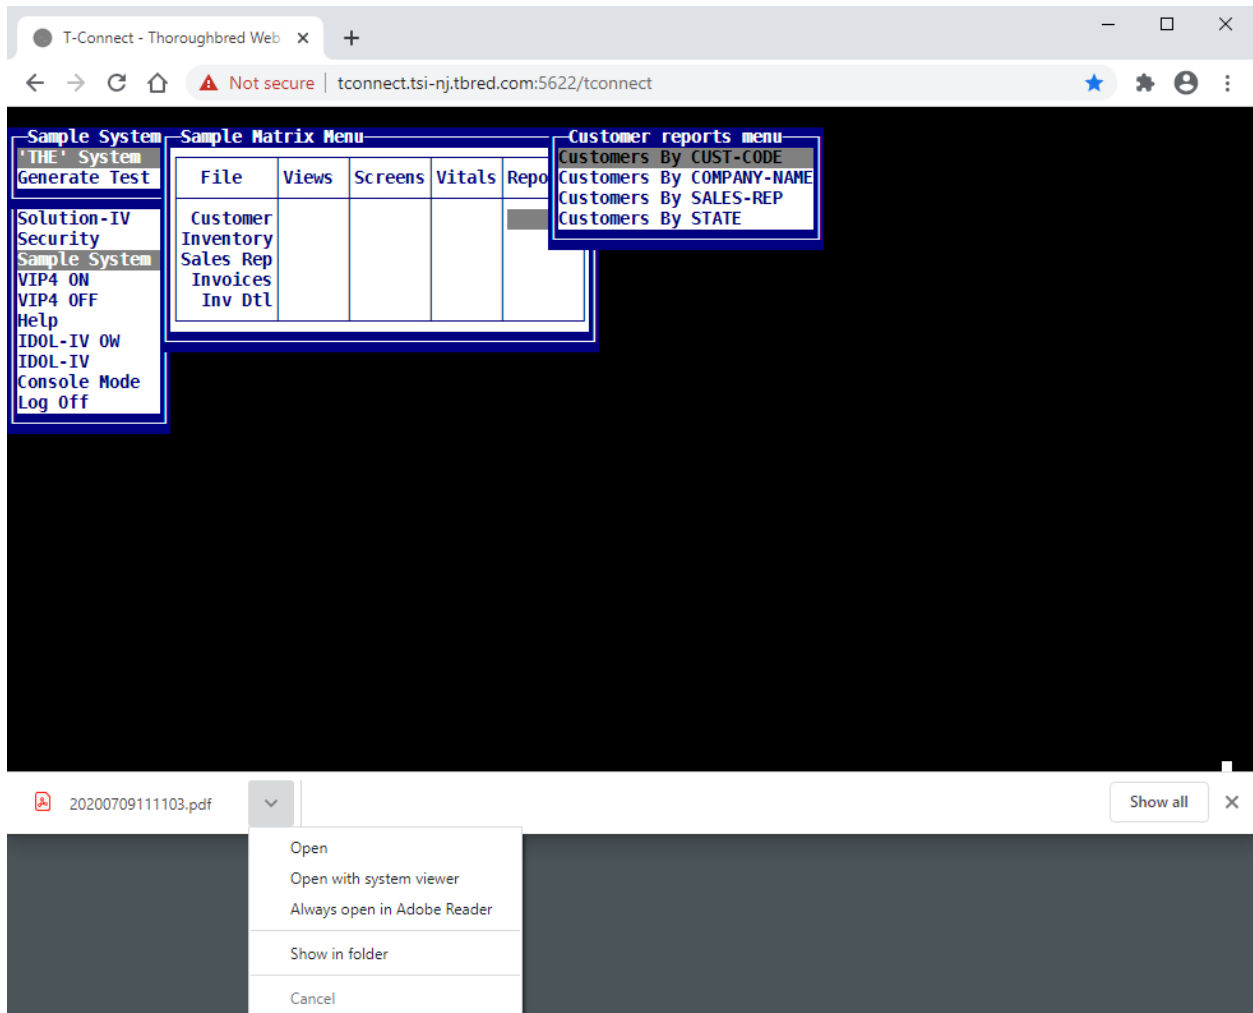 T-Connect - Thoroughbred Web
Not secure | tconnect.tsi-nj.tbred.com:5622/tconnect
Sample System
'THE' System
Generate Test
Solution-IV
Security
Sample System
VIP4 ON
VIP4 OFF
Help
IDOL-IV OW
IDOL-IV
Console Mode
Log Off
Sample Matrix Menu
File Views Screens Vitals Repo
Customer
Inventory
Sales Rep
Invoices
Inv Dtl
Customer reports menu
Customers By CUST-CODE
Customers By COMPANY-NAME
Customers By SALES-REP
Customers By STATE
20200709111103.pdf
Show all
Open
Open with system viewer
Always open in Adobe Reader
Show in folder
Cancel